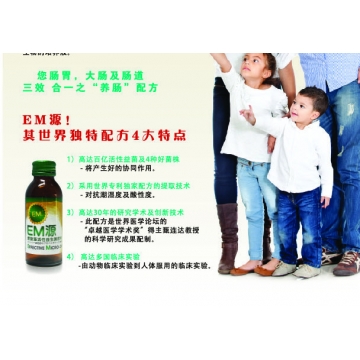 您肠胃，大肠及肠道
三效 合一之“养肠”配方
EM源！
其世界独特配方4大特点
1） 高达百亿活性益菌及4种好菌株
- 将产生好的协同作用。
2） 采用世界专利独家配方的提取技术
- 对抗潮湿度及酸性度。
3） 高达30年的研究学术及创新技术
- 此配方是世界医学论坛的
“卓越医学学术奖”得主甄连达教授
的科学研究成果配制。
4） 高达多面临床实验
-由动物临床实验到人体服用的临床实验。
EM
EM源